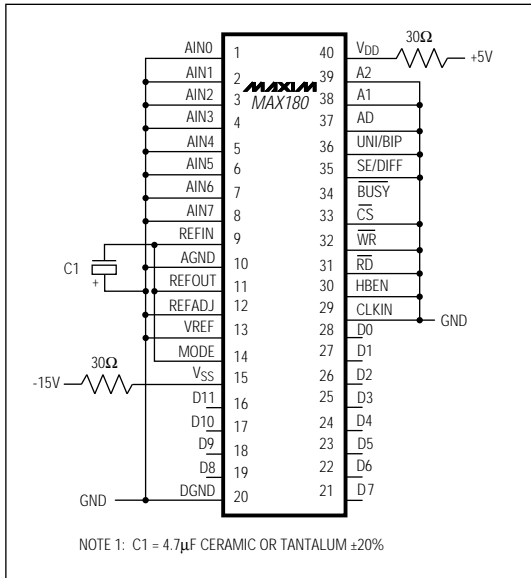 AIN0 1
AIN1 2
AIN2 3
AIN3 4
AIN4 5
AIN5 6
AIN6 7
AIN7 8
REFIN 9
AGND 10
REFOUT 11
REFADJ 12
VREF 13
MODE 14
VSS 15
D11 16
D10 17
D9 18
D8 19
DGND 20
C1
+
30Ω
-15V
GND
MAXIM
MAX180
40 VDD
30Ω
+5V
39 A2
38 A1
37 AD
36 UNI/BIP
35 SE/DIFF
34 BUSY
33 CS
32 WR
31 RD
30 HBEN
29 CLKIN
GND
28 D0
27 D1
26 D2
25 D3
24 D4
23 D5
22 D6
21 D7
NOTE 1: C1 = 4.7µF CERAMIC OR TANTALUM ±20%